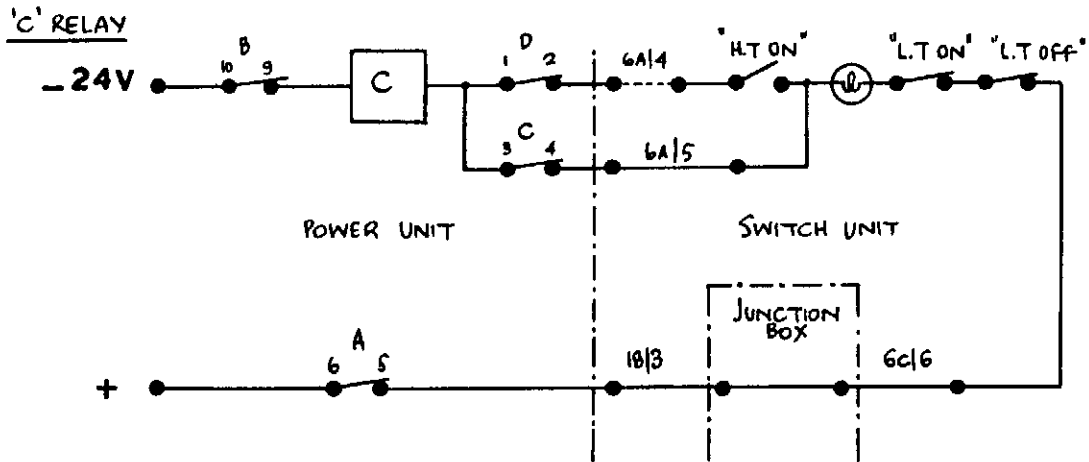 'C' RELAY
B
D
6A/4
"H.T ON"
"L.T ON" "L.T OFF"
10 9
1 2
- 24V
C
C
3 4
6A/5
POWER UNIT
SWITCH UNIT
JUNCTION
BOX
A
6 5
1B/3
6C/6
+